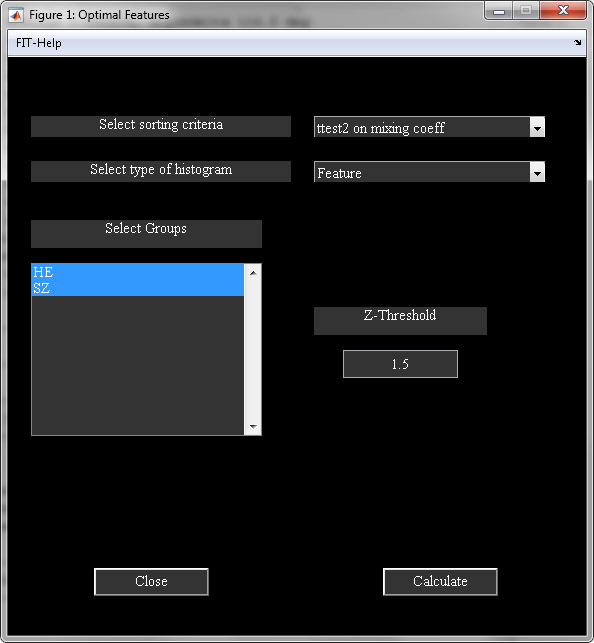 Figure 1: Optimal Features
FIT-Help
Select sorting criteria
ttest2 on mixing coeff
Select type of histogram
Feature
Select Groups
HE
SZ
Z-Threshold
1.5
Close
Calculate